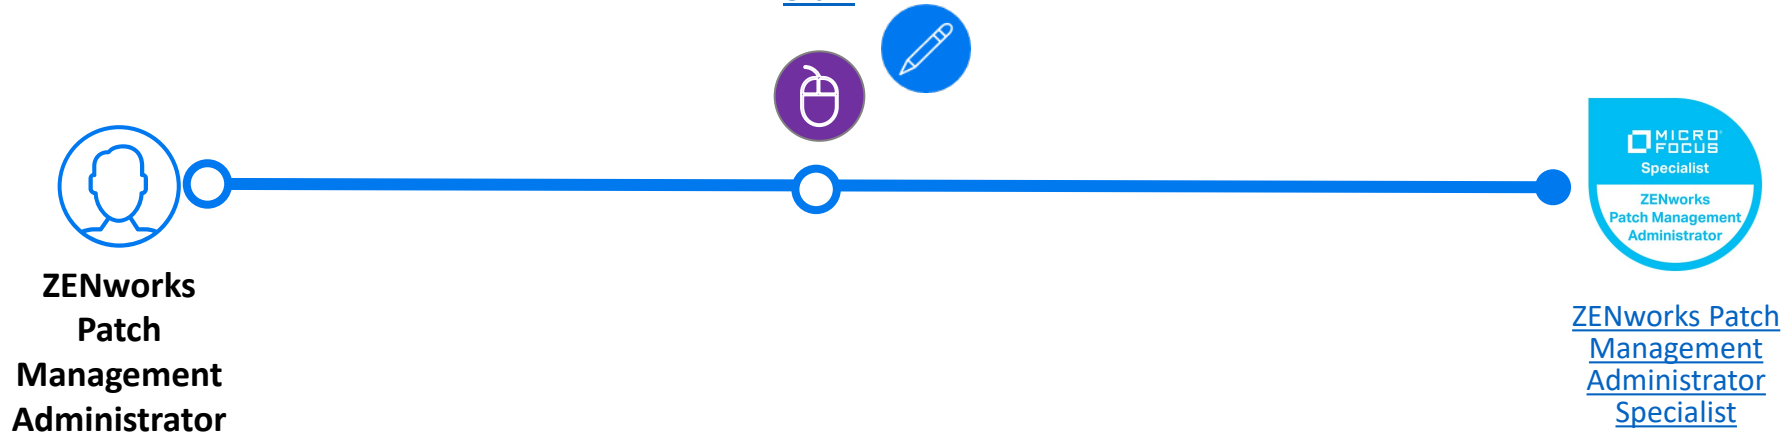 MICRO
FOCUS
Specialist
ZENworks
Patch Management
Administrator
ZENworks
Patch
Management
Administrator
ZENworks Patch
Management
Administrator
Specialist